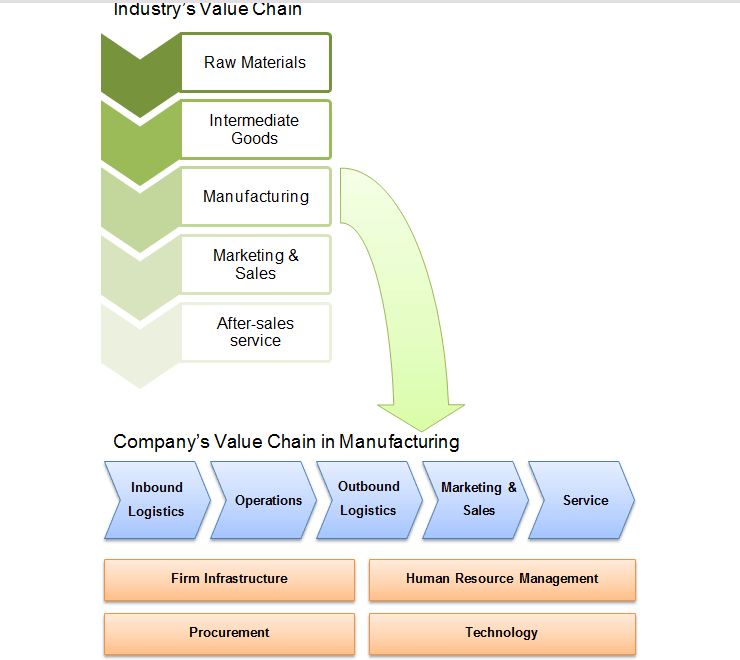 Industry's Value Chain
Raw Materials
Intermediate
Goods
Manufacturing
Marketing &
Sales
After-sales
service
Company's Value Chain in Manufacturing
Inbound
Logistics
Operations
Outbound
Logistics
Marketing &
Sales
Service
Firm Infrastructure
Human Resource Management
Procurement
Technology